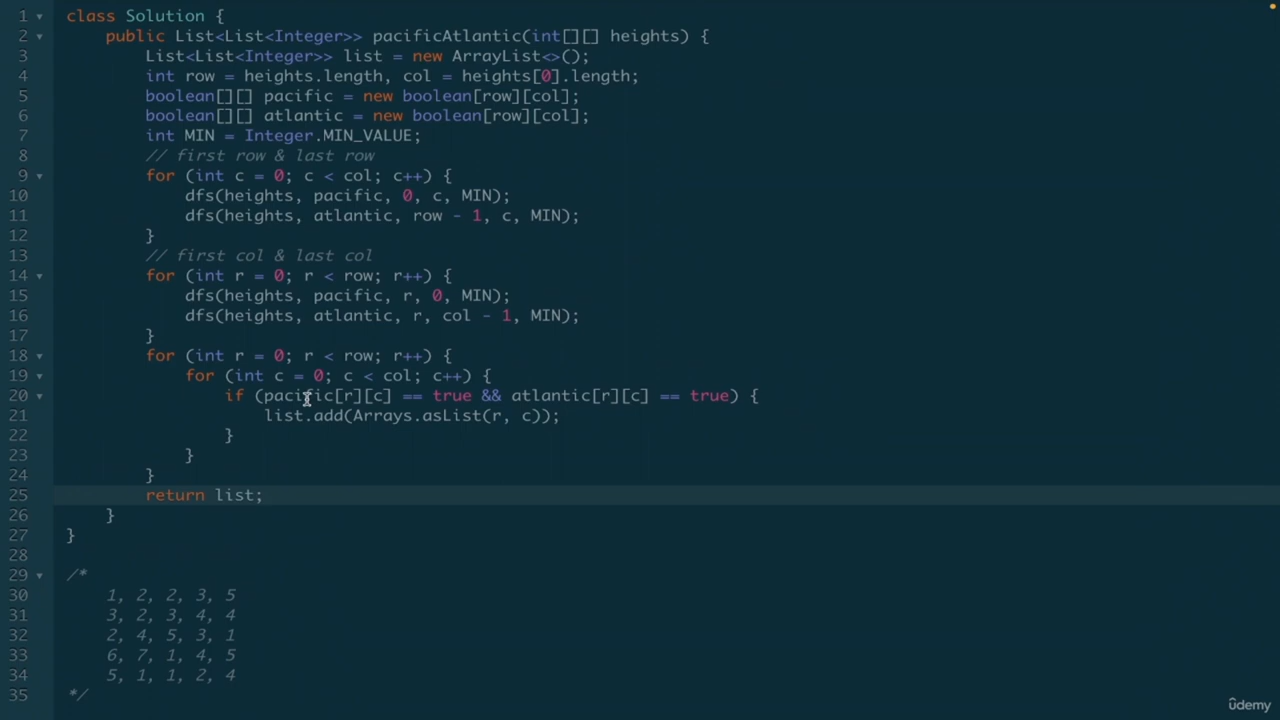 1 class Solution {
2 public List<List<Integer>> pacificAtlantic(int[][] heights) {
3 List<List<Integer>> list = new ArrayList<>();
4 int row = heights.length, col = heights[0].length;
5 boolean[][] pacific = new boolean[row][col];
6 boolean[][] atlantic = new boolean[row][col];
7 int MIN = Integer.MIN_VALUE;
8 // first row & last row
9 for (int c = 0; c < col; c++) {
10 dfs(heights, pacific, 0, c, MIN);
11 dfs(heights, atlantic, row - 1, c, MIN);
12 }
13 // first col & last col
14 for (int r = 0; r < row; r++) {
15 dfs(heights, pacific, r, 0, MIN);
16 dfs(heights, atlantic, r, col - 1, MIN);
17 }
18 for (int r = 0; r < row; r++) {
19 for (int c = 0; c < col; c++) {
20 if (pacific[r][c] == true && atlantic[r][c] == true) {
21 list.add(Arrays.asList(r, c));
22 }
23 }
24 }
25 return list;
26 }
27 }
28
29 /*
30 1, 2, 2, 3, 5
31 3, 2, 3, 4, 4
32 2, 4, 5, 3, 1
33 6, 7, 1, 4, 5
34 5, 1, 1, 2, 4
35 */
ûdemy